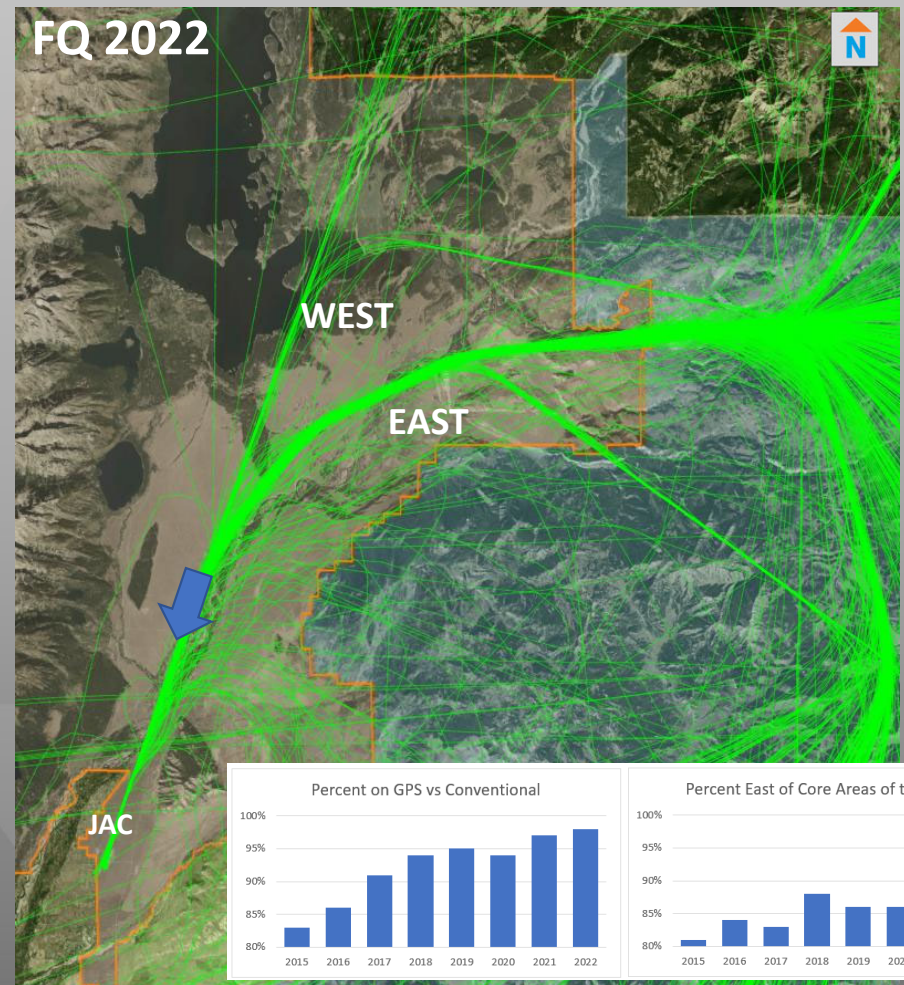 FQ 2022
N
WEST
EAST
JAC
Percent on GPS vs Conventional
100%
95%
90%
85%
80%
2015 2016 2017 2018 2019 2020 2021 2022
Percent East of Core Areas of
100%
95%
90%
85%
80%
2015 2016 2017 2018 2019